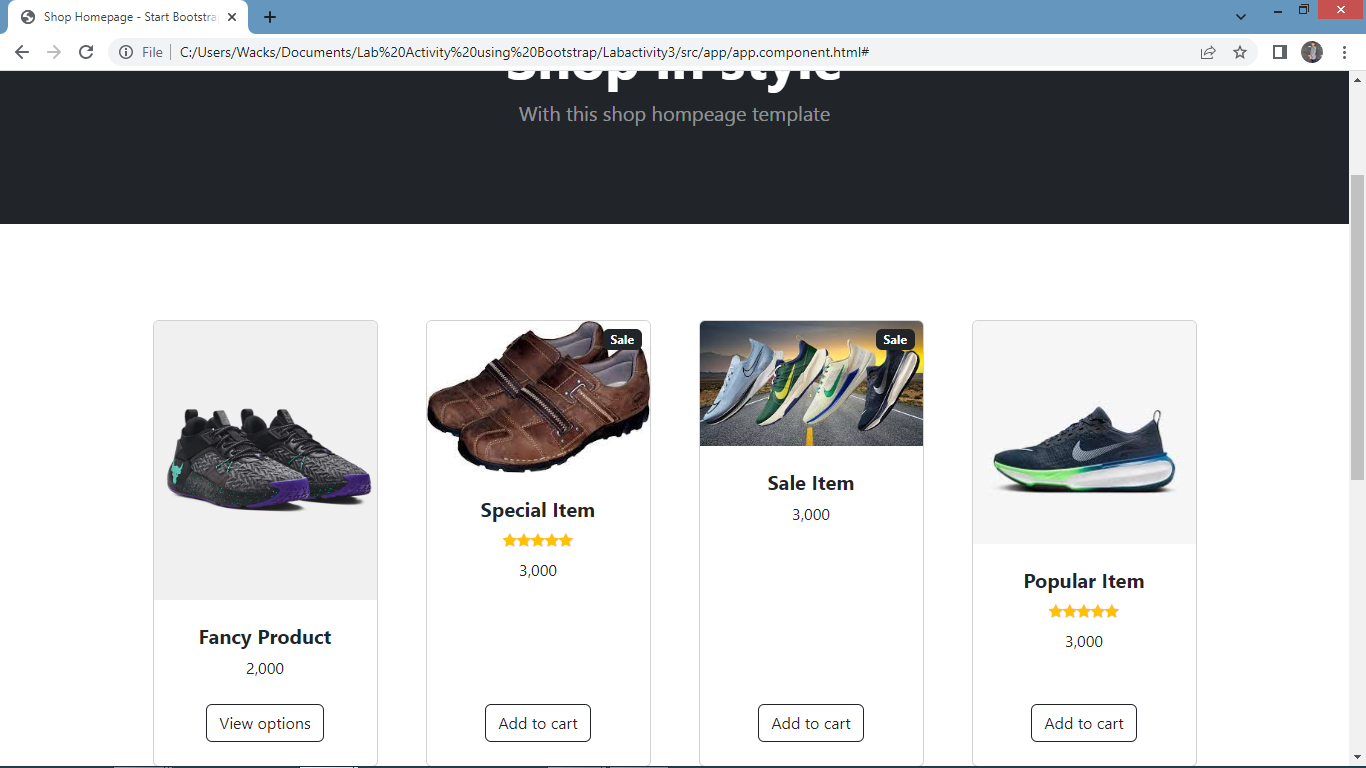 Shop Homepage - Start Bootstra
File
C:/Users/Wacks/Documents/Lab%20Activity%20using%20Bootstrap/Labactivity3/src/app/app.component.html#
Shop in style
With this shop hompeage template
Sale
Sale
Special Item
3,000
Sale Item
3,000
Popular Item
3,000
Fancy Product
2,000
View options
Add to cart
Add to cart
Add to cart